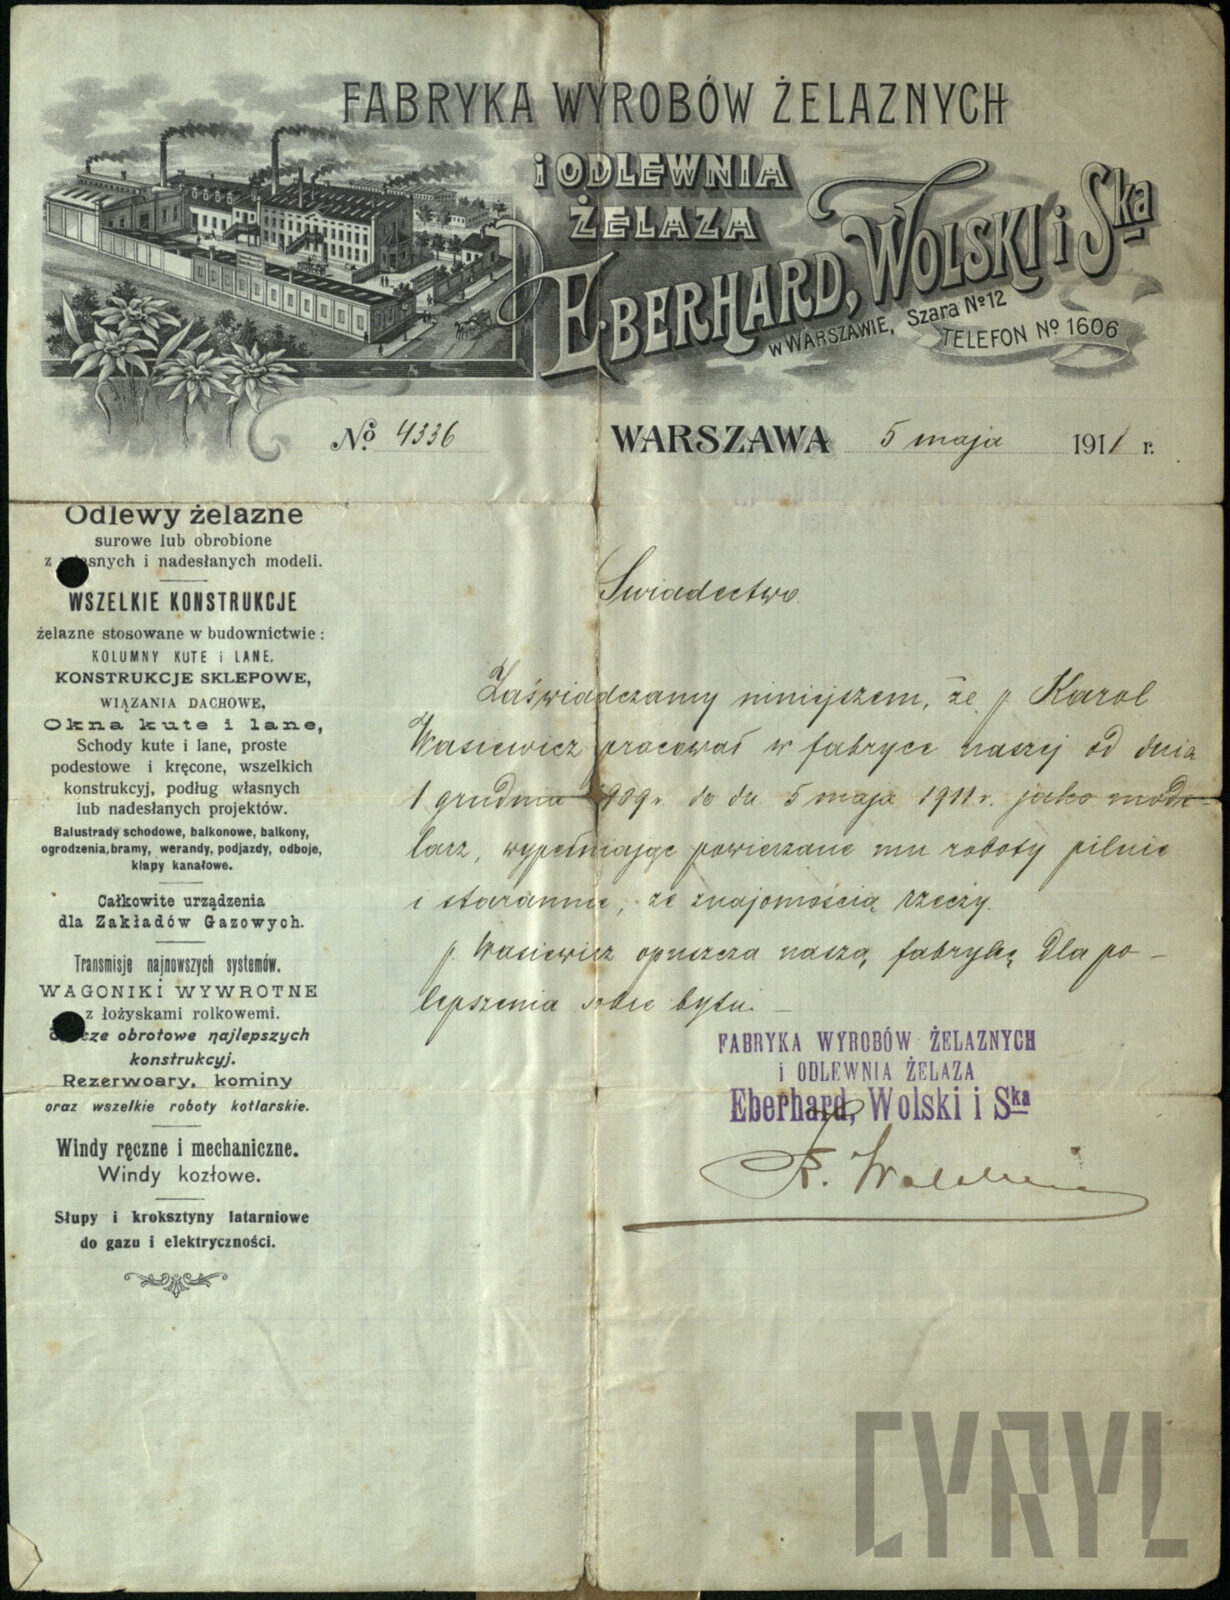 FABRYKA WYROBÓW ŻELAZNYCH
i ODLEWNIA
ŻELAZA
EBERHARD, WOLSKI i Ska
w WARSZAWIE, Szara No 12
TELEFON No 1606
No 4336
WARSZAWA 5 maja 1911 r.
Odlewy żelazne
surowe lub obrobione
z własnych i nadesłanych modeli.
WSZELKIE KONSTRUKCJE
żelazne stosowane w budownictwie:
KOLUMNY KUTE i LANE,
KONSTRUKCJE SKLEPOWE,
WIĄZANIA DACHOWE,
Okna kute i lane,
Schody kute i lane, proste
podestowe i kręcone, wszelkich
konstrukcyj, podług własnych
lub nadesłanych projektów.
Balustrady schodowe, balkonowe, balkony,
ogrodzenia, bramy, werandy, podjazdy, odboje,
klapy kanałowe.
Całkowite urządzenia
dla Zakładów Gazowych.
Transmisje najnowszych systemów.
WAGONIKI WYWROTNE
z łożyskami rolkowemi.
obrotowe najlepszych
konstrukcyj.
Rezerwoary, kominy
oraz wszelkie roboty kotlarskie.
Windy ręczne i mechaniczne.
Windy kozłowe.
Słupy i kroksztyny latarniowe
do gazu i elektryczności.
Świadectwo
Zaświadczamy niniejszem, że p Karol
Wasiewicz pracował w fabryce naszej od dnia
1 grudnia 1909 r. do dn 5 maja 1911 r. jako mode-
larz, wypełniając powierzane mu roboty pilnie
i starannie, ze znajomością rzeczy.
p Wasiewicz opuszcza naszą fabrykę dla po-
lepszenia sobie bytu.
FABRYKA WYROBÓW ŻELAZNYCH
i ODLEWNIA ŻELAZA
Eberhard, Wolski i Ska
CYRYL